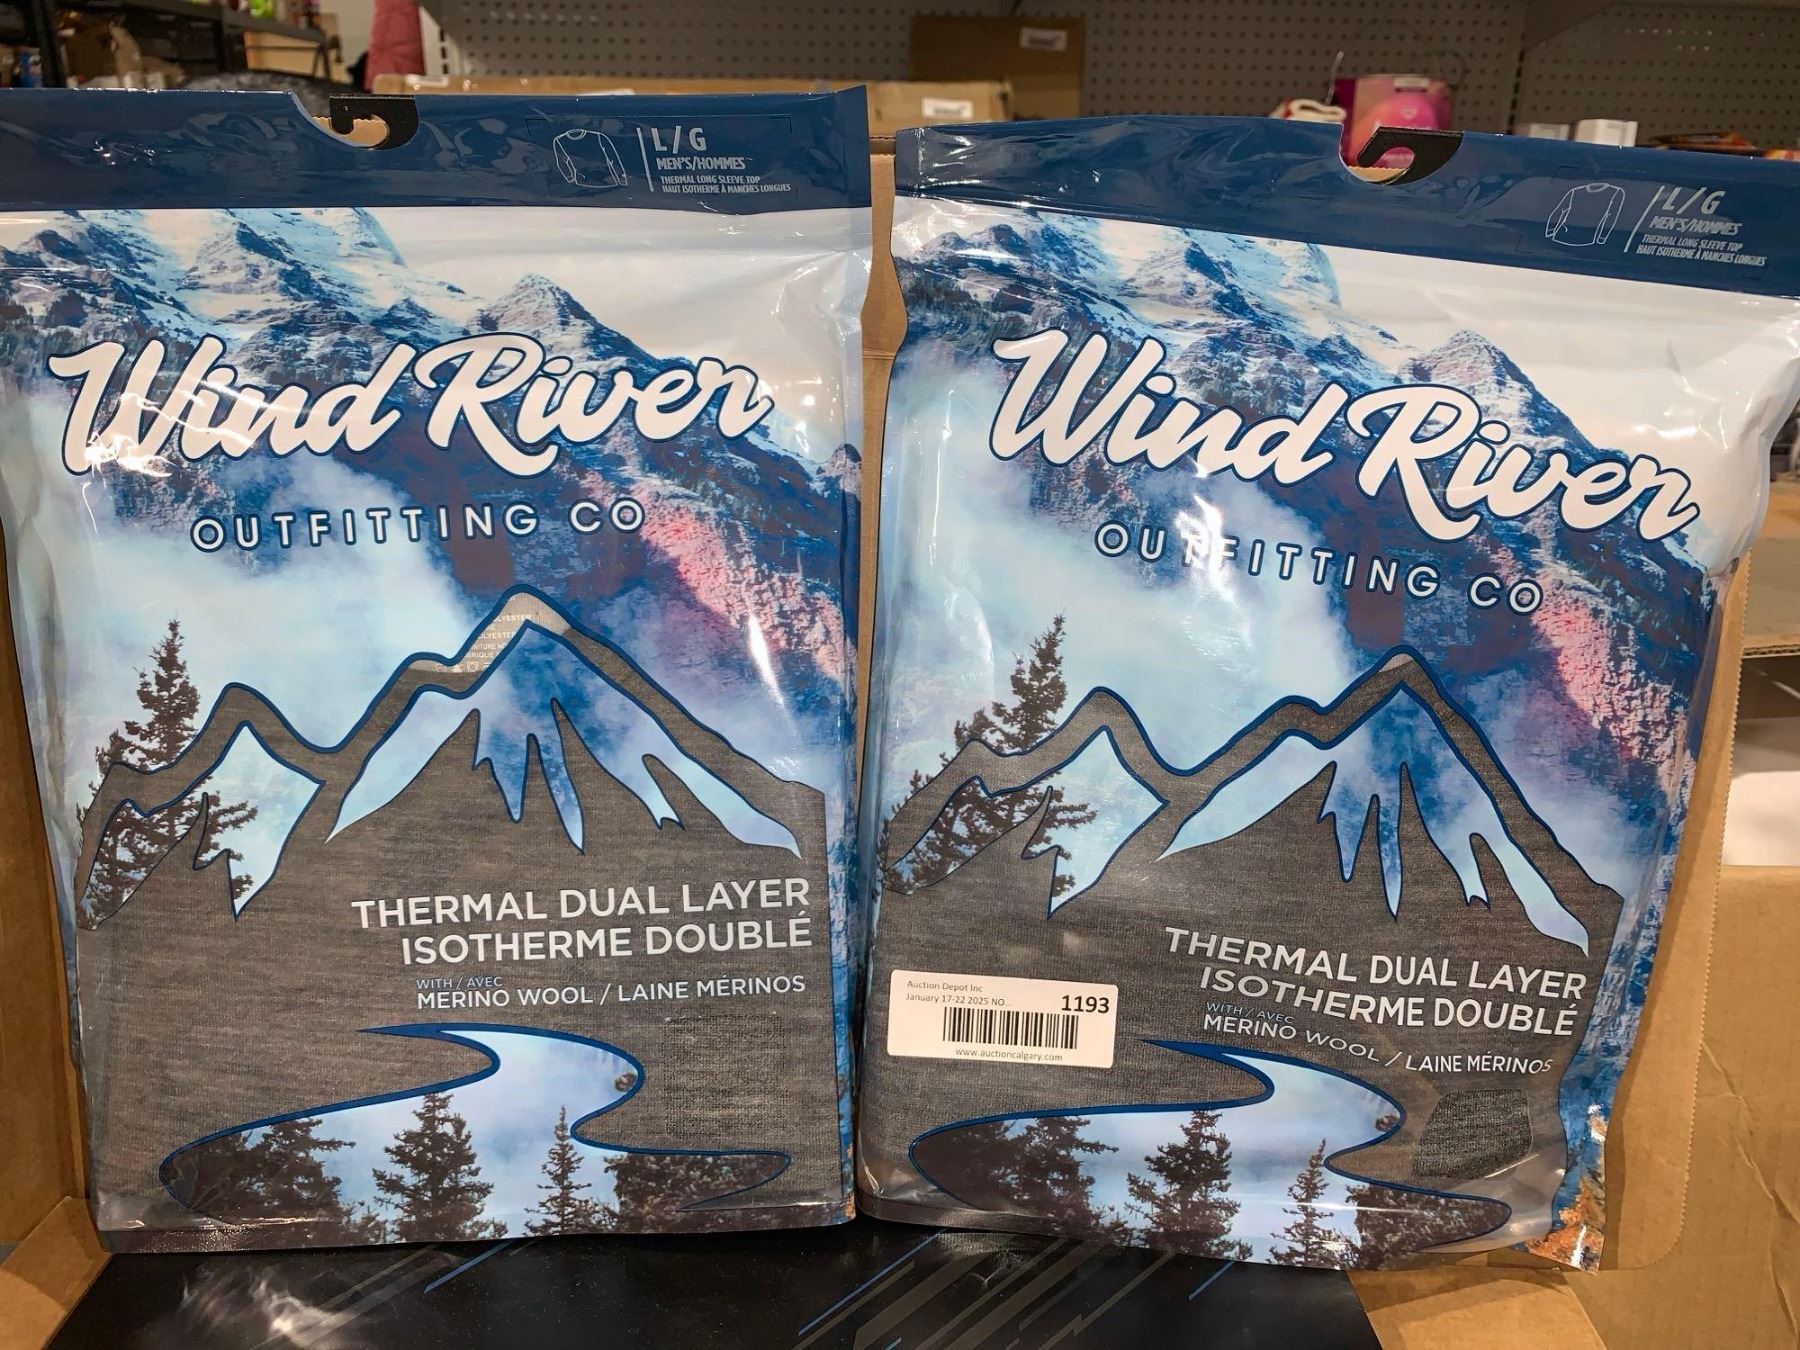 L/G
MEN'S/HOMMES
THERMAL LONG SLEEVE TOP
HAUT ISOTHERME À MANCHES LONGUES
Wind River
OUTFITTING CO
THERMAL DUAL LAYER
ISOTHERME DOUBLÉ
WITH / AVEC
MERINO WOOL / LAINE MÉRINOS
L/G
MEN'S/HOMMES
THERMAL LONG SLEEVE TOP
HAUT ISOTHERME À MANCHES LONGUES
Wind River
OUTFITTING CO
THERMAL DUAL LAYER
ISOTHERME DOUBLÉ
WITH / AVEC
MERINO WOOL / LAINE MÉRINOS
Auction Depot Inc
January 17-22 2025 NO...
1193
www.auctioncalgary.com